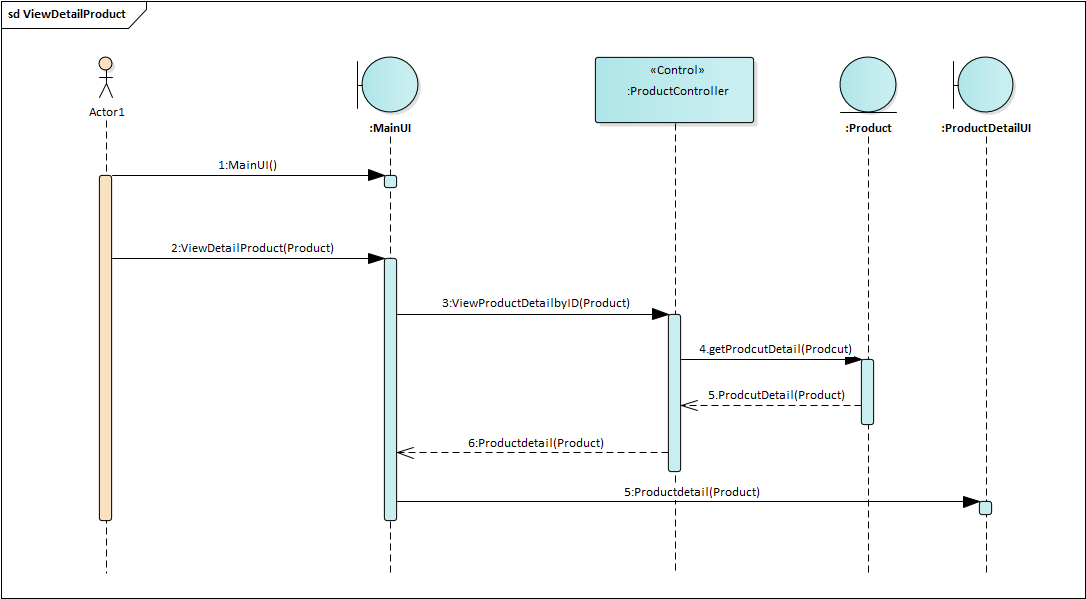 sd ViewDetailProduct
Actor1
:MainUI
«Control»
:ProductController
:Product
:ProductDetailUI
1:MainUI()
2:ViewDetailProduct(Product)
3:ViewProductDetailbyID(Product)
4.getProdcutDetail(Prodcut)
5.ProdcutDetail(Product)
6:Productdetail(Product)
5:Productdetail(Product)